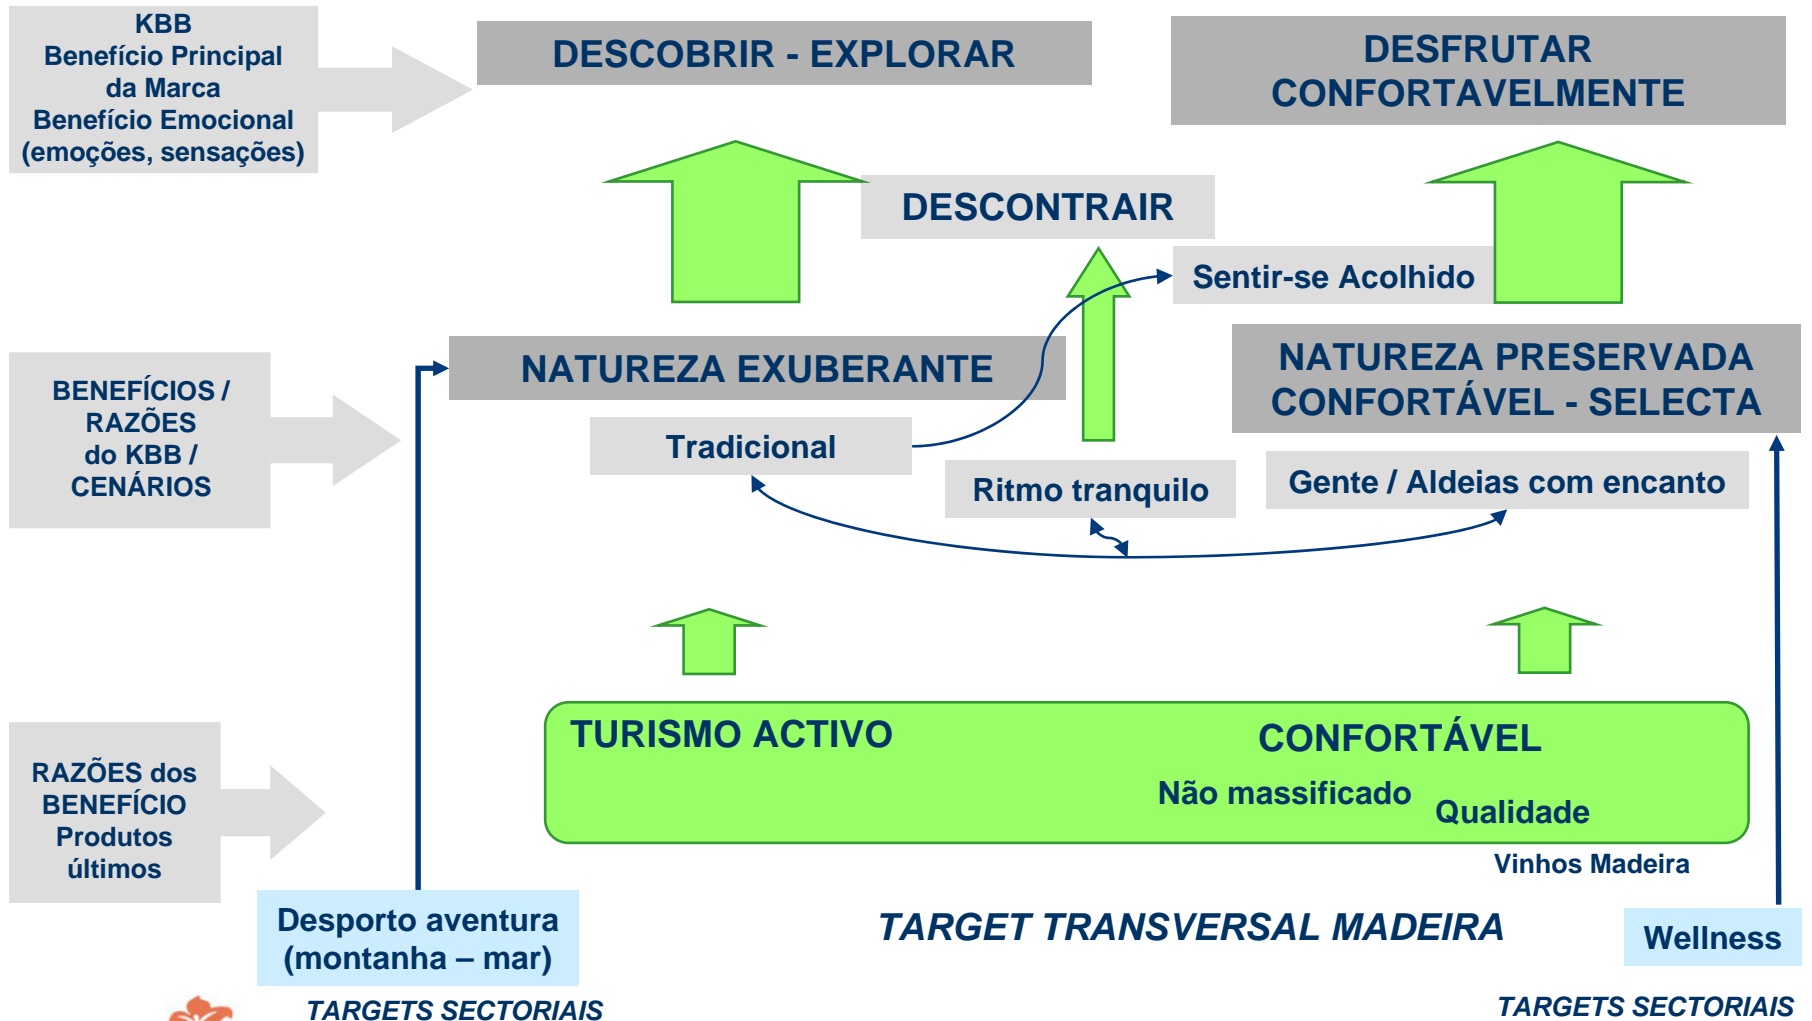 KBB
Benefício Principal
da Marca
Benefício Emocional
(emoções, sensações)
DESCOBRIR - EXPLORAR
DESFRUTAR
CONFORTAVELMENTE
DESCONTRAIR
Sentir-se Acolhido
BENEFÍCIOS /
RAZÕES
do KBB /
CENÁRIOS
NATUREZA EXUBERANTE
NATUREZA PRESERVADA
CONFORTÁVEL - SELECTA
Tradicional
Ritmo tranquilo
Gente / Aldeias com encanto
RAZÕES dos
BENEFÍCIO
Produtos
últimos
TURISMO ACTIVO
CONFORTÁVEL
Não massificado
Qualidade
Vinhos Madeira
Desporto aventura
(montanha – mar)
TARGET TRANSVERSAL MADEIRA
Wellness
TARGETS SECTORIAIS
TARGETS SECTORIAIS